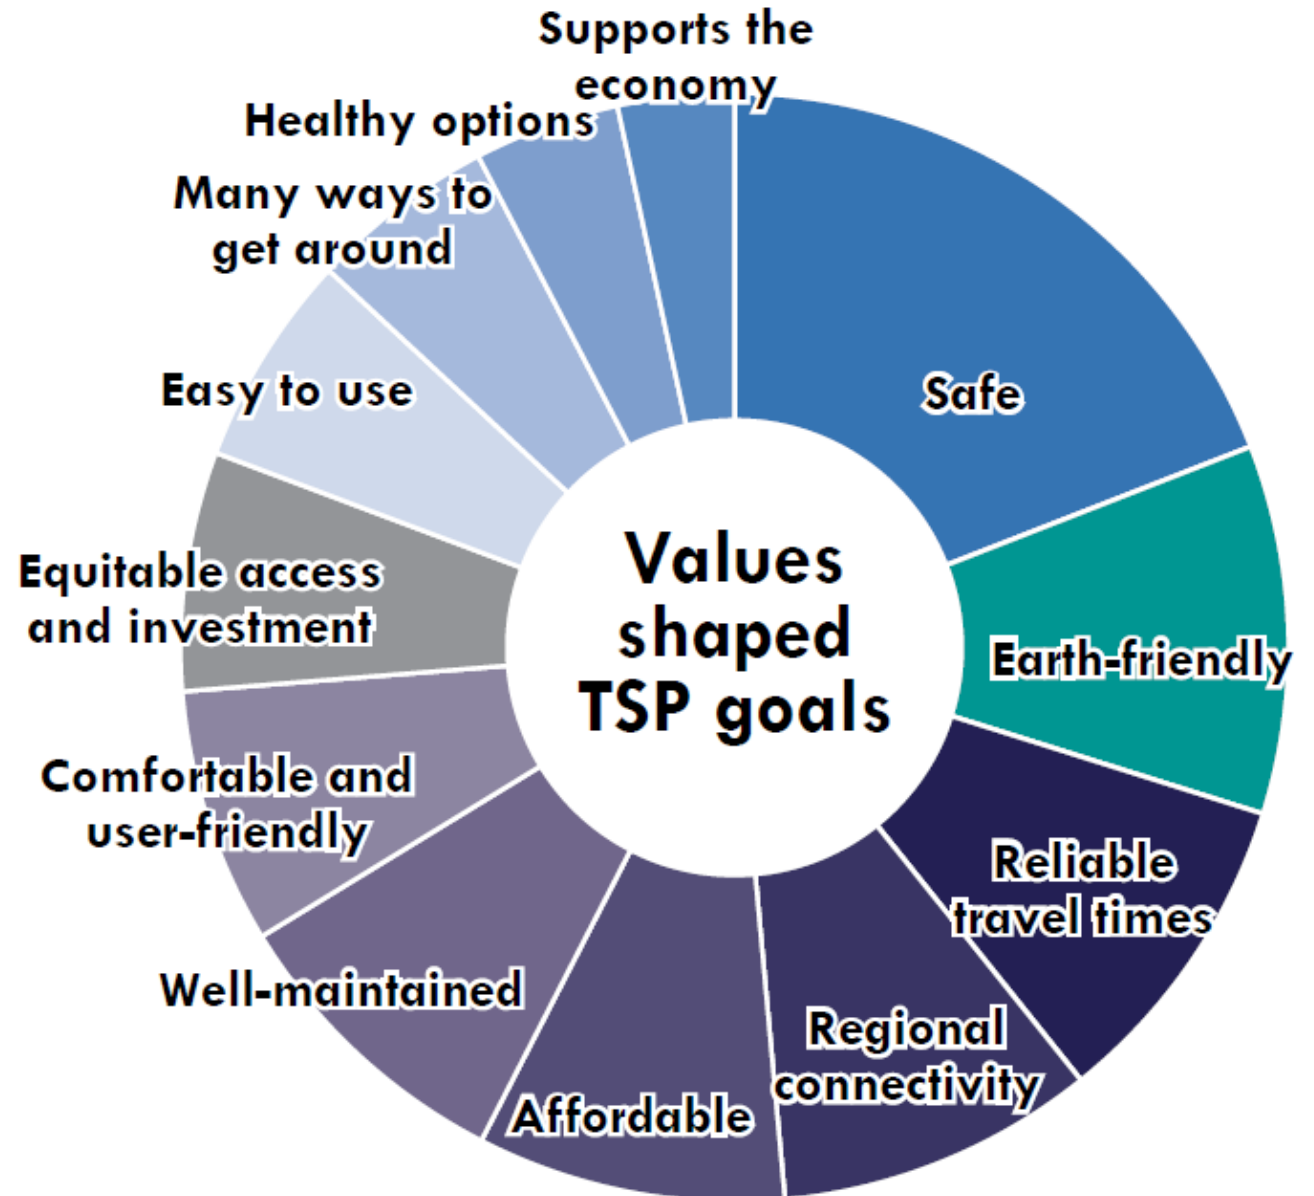 Supports the
economy
Healthy options
Many ways to
get around
Easy to use
Safe
Equitable access
and investment
Values
shaped
TSP goals
Earth-friendly
Comfortable and
user-friendly
Reliable
travel times
Well-maintained
Regional
connectivity
Affordable